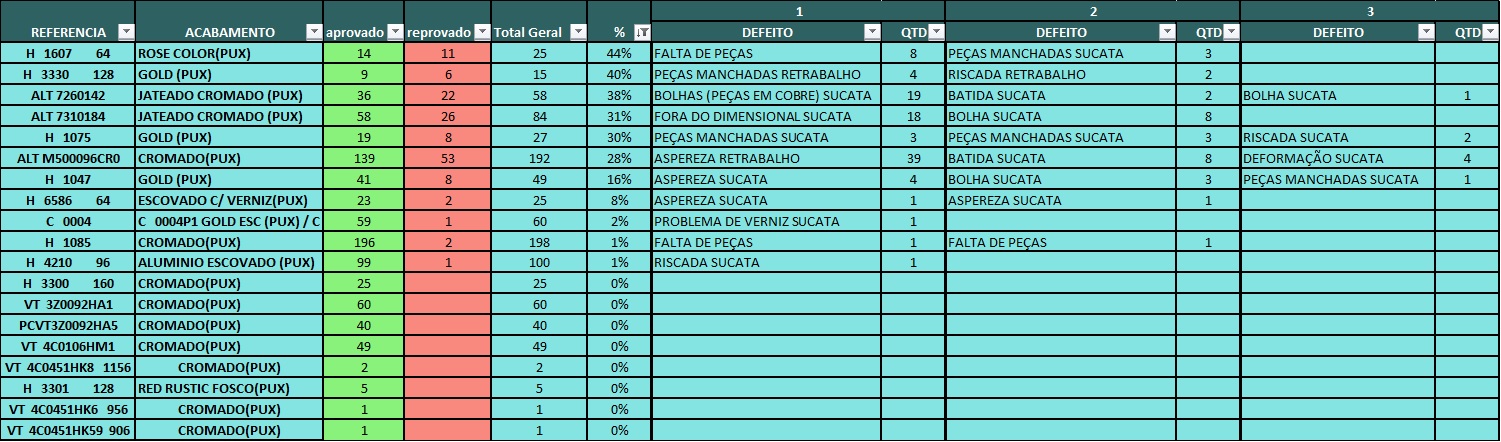 1 2 3
REFERENCIA ACABAMENTO aprovado reprovado Total Geral % DEFEITO QTD DEFEITO QTD DEFEITO QTD
H 1607 64 ROSE COLOR(PUX) 14 11 25 44% FALTA DE PEÇAS 8 PEÇAS MANCHADAS SUCATA 3
H 3330 128 GOLD (PUX) 9 6 15 40% PEÇAS MANCHADAS RETRABALHO 4 RISCADA RETRABALHO 2
ALT 7260142 JATEADO CROMADO (PUX) 36 22 58 38% BOLHAS (PEÇAS EM COBRE) SUCATA 19 BATIDA SUCATA 2 BOLHA SUCATA 1
ALT 7310184 JATEADO CROMADO (PUX) 58 26 84 31% FORA DO DIMENSIONAL SUCATA 18 BOLHA SUCATA 8
H 1075 GOLD (PUX) 19 8 27 30% PEÇAS MANCHADAS SUCATA 3 PEÇAS MANCHADAS SUCATA 3 RISCADA SUCATA 2
ALT M500096CR0 CROMADO(PUX) 139 53 192 28% ASPEREZA RETRABALHO 39 BATIDA SUCATA 8 DEFORMAÇÃO SUCATA 4
H 1047 GOLD (PUX) 41 8 49 16% ASPEREZA SUCATA 4 BOLHA SUCATA 3 PEÇAS MANCHADAS SUCATA 1
H 6586 64 ESCOVADO C/ VERNIZ(PUX) 23 2 25 8% ASPEREZA SUCATA 1 ASPEREZA SUCATA 1
C 0004 C 0004P1 GOLD ESC (PUX) / C 59 1 60 2% PROBLEMA DE VERNIZ SUCATA 1
H 1085 CROMADO(PUX) 196 2 198 1% FALTA DE PEÇAS 1 FALTA DE PEÇAS 1
H 4210 96 ALUMINIO ESCOVADO (PUX) 99 1 100 1% RISCADA SUCATA 1
H 3300 160 CROMADO(PUX) 25 25 0%
VT 3Z0092HA1 CROMADO(PUX) 60 60 0%
PCVT3Z0092HA5 CROMADO(PUX) 40 40 0%
VT 4C0106HM1 CROMADO(PUX) 49 49 0%
VT 4C0451HK8 1156 CROMADO(PUX) 2 2 0%
H 3301 128 RED RUSTIC FOSCO(PUX) 5 5 0%
VT 4C0451HK6 956 CROMADO(PUX) 1 1 0%
VT 4C0451HK59 906 CROMADO(PUX) 1 1 0%